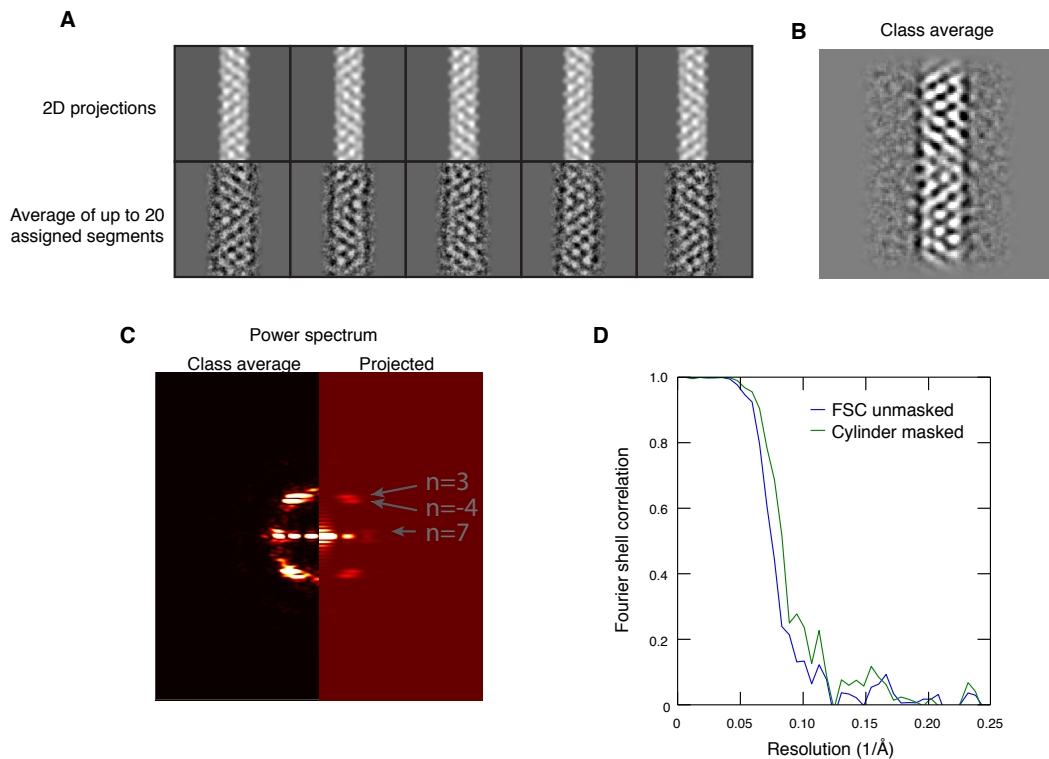 A
2D projections
Average of up to 20
assigned segments
B
Class average
C
Power spectrum
Class average
Projected
n=3
n=-4
n=7
D
1.0
0.8
0.6
0.4
0.2
0
0
0.05
0.10
0.15
0.20
0.25
FSC unmasked
Cylinder masked
Fourier shell correlation
Resolution (1/Å)